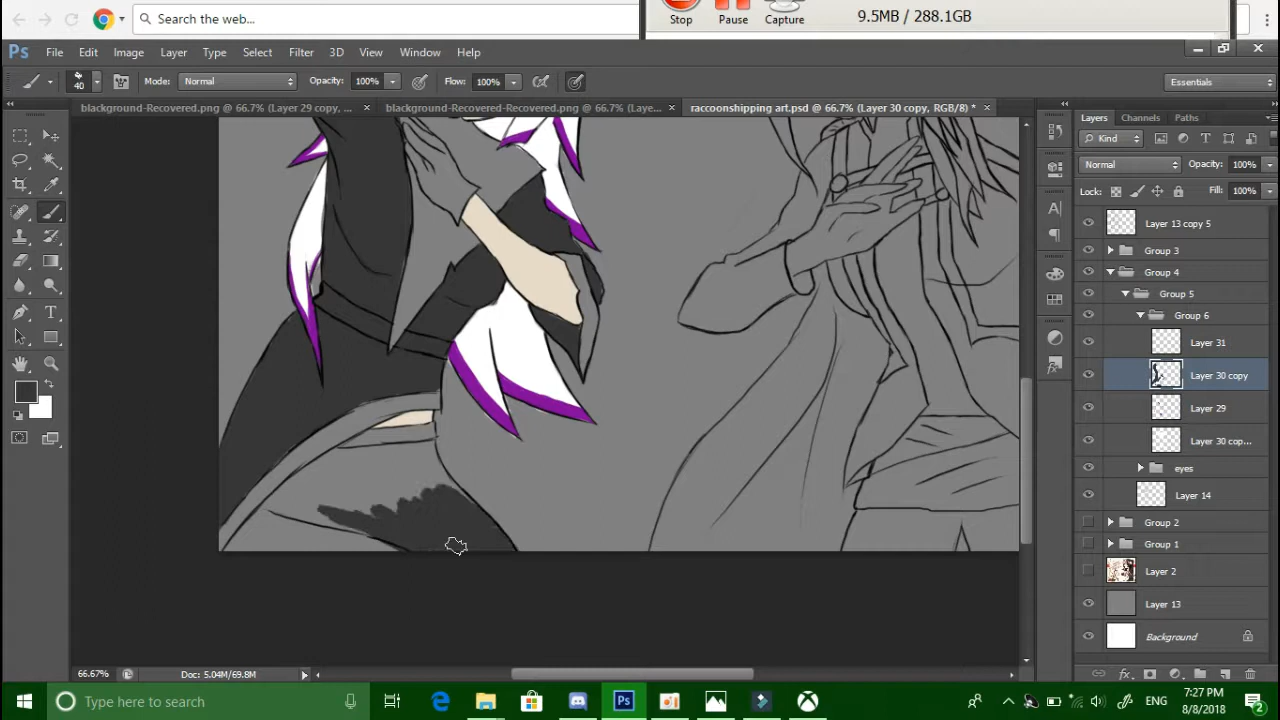 Search the web...
Stop Pause Capture
9.5MB / 288.1GB
Ps File Edit Image Layer Type Select Filter 3D View Window Help
40 Mode: Normal Opacity: 100% Flow: 100% Essentials
blackground-Recovered.png @ 66.7% (Layer 29 copy, ... × blackground-Recovered-Recovered.png @ 66.7% (Laye... × raccoonshipping art.psd @ 66.7% (Layer 30 copy, RGB/8) * ×
Layers Channels Paths
Kind
Normal Opacity: 100%
Lock: Fill: 100%
Layer 13 copy 5
Group 3
Group 4
Group 5
Group 6
Layer 31
Layer 30 copy
Layer 29
Layer 30 cop...
eyes
Layer 14
Group 2
Group 1
Layer 2
Layer 13
Background
66.67% Doc: 5.04M/69.8M
Type here to search
ENG
7:27 PM
8/8/2018
2